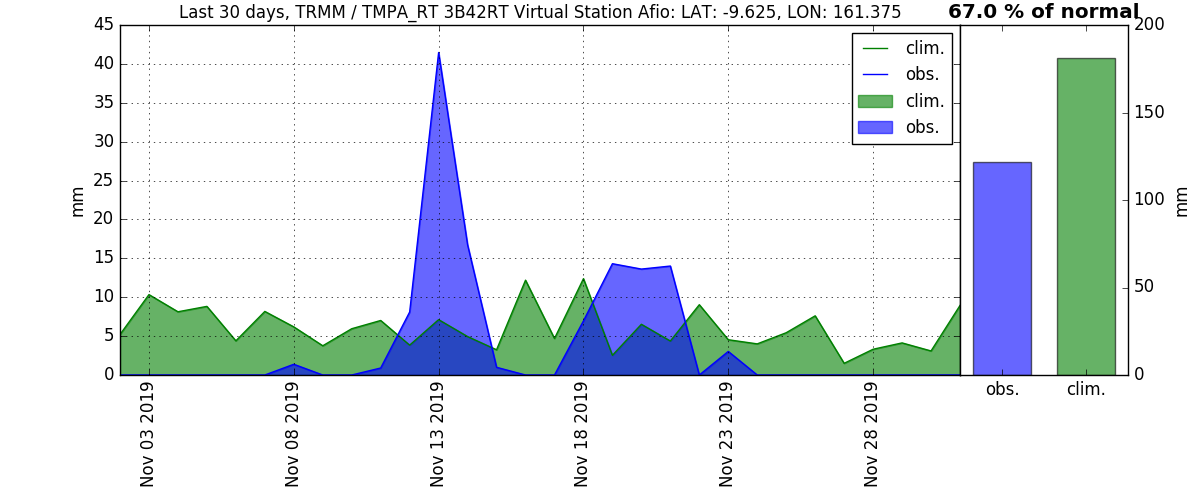 Last 30 days, TRMM / TMPA_RT 3B42RT Virtual Station Afio: LAT: -9.625, LON: 161.375
67.0 % of normal
45
40
35
30
25
20
15
10
5
0
mm
clim.
obs.
clim.
obs.
Nov 03 2019
Nov 08 2019
Nov 13 2019
Nov 18 2019
Nov 23 2019
Nov 28 2019
200
150
100
50
0
mm
obs.
clim.